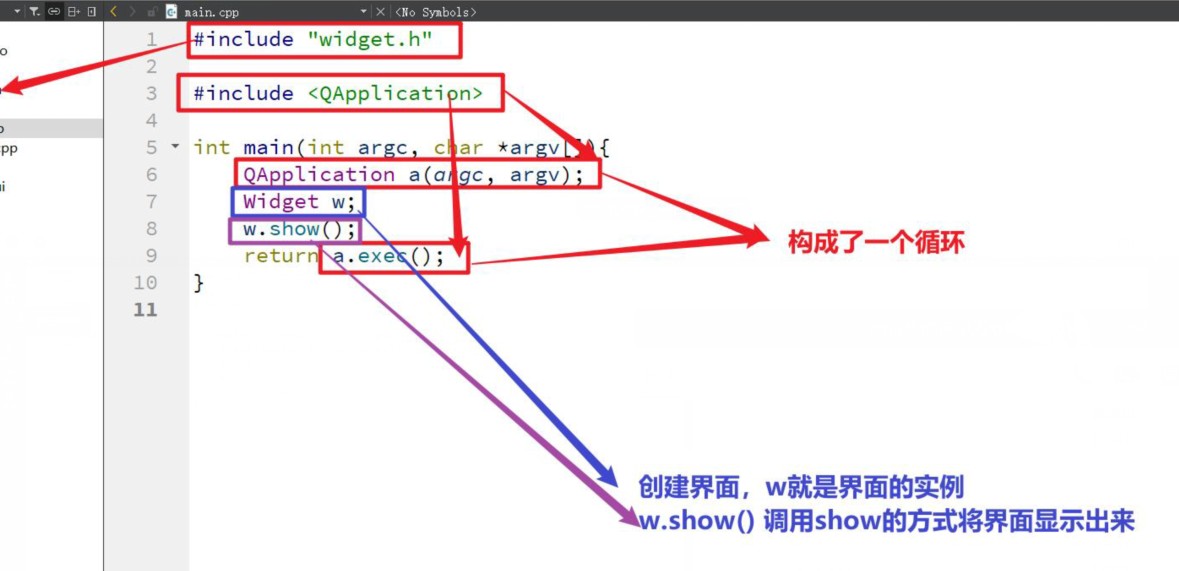 main.cpp
<No Symbols>
o
1 #include "widget.h"
2
3 #include <QApplication>
4
5 int main(int argc, char *argv[]){
6 QApplication a(argc, argv);
7 Widget w;
8 w.show();
9 return a.exec();
10 }
11
cpp
构成了一个循环
创建界面，w就是界面的实例
w.show() 调用show的方式将界面显示出来